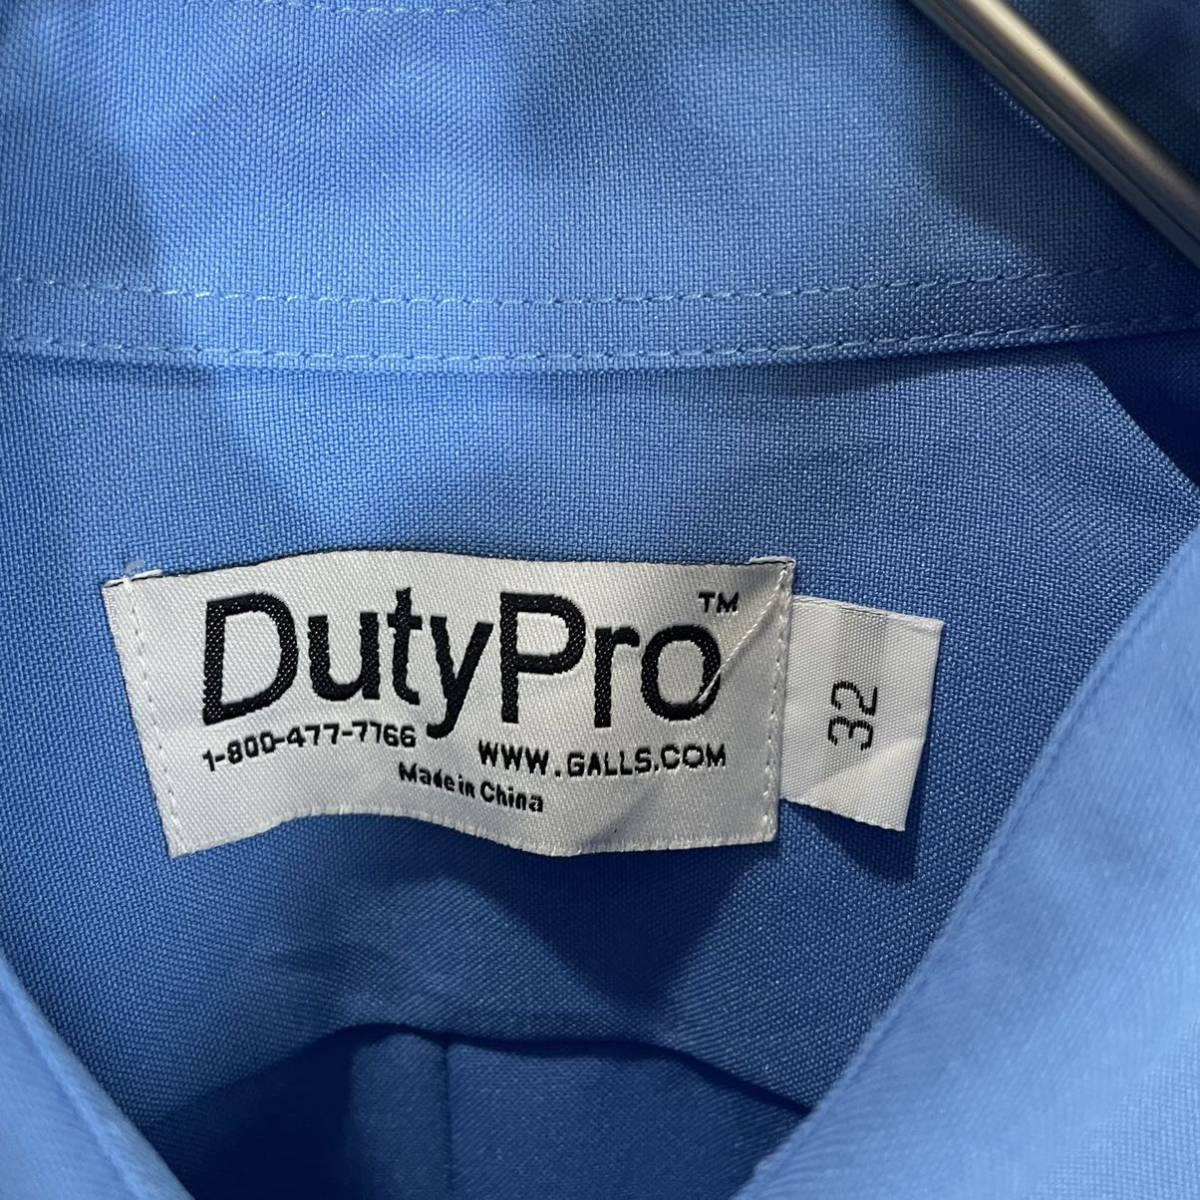 DutyPro™
1-800-477-7766
WWW.GALLS.COM
Made in China
32